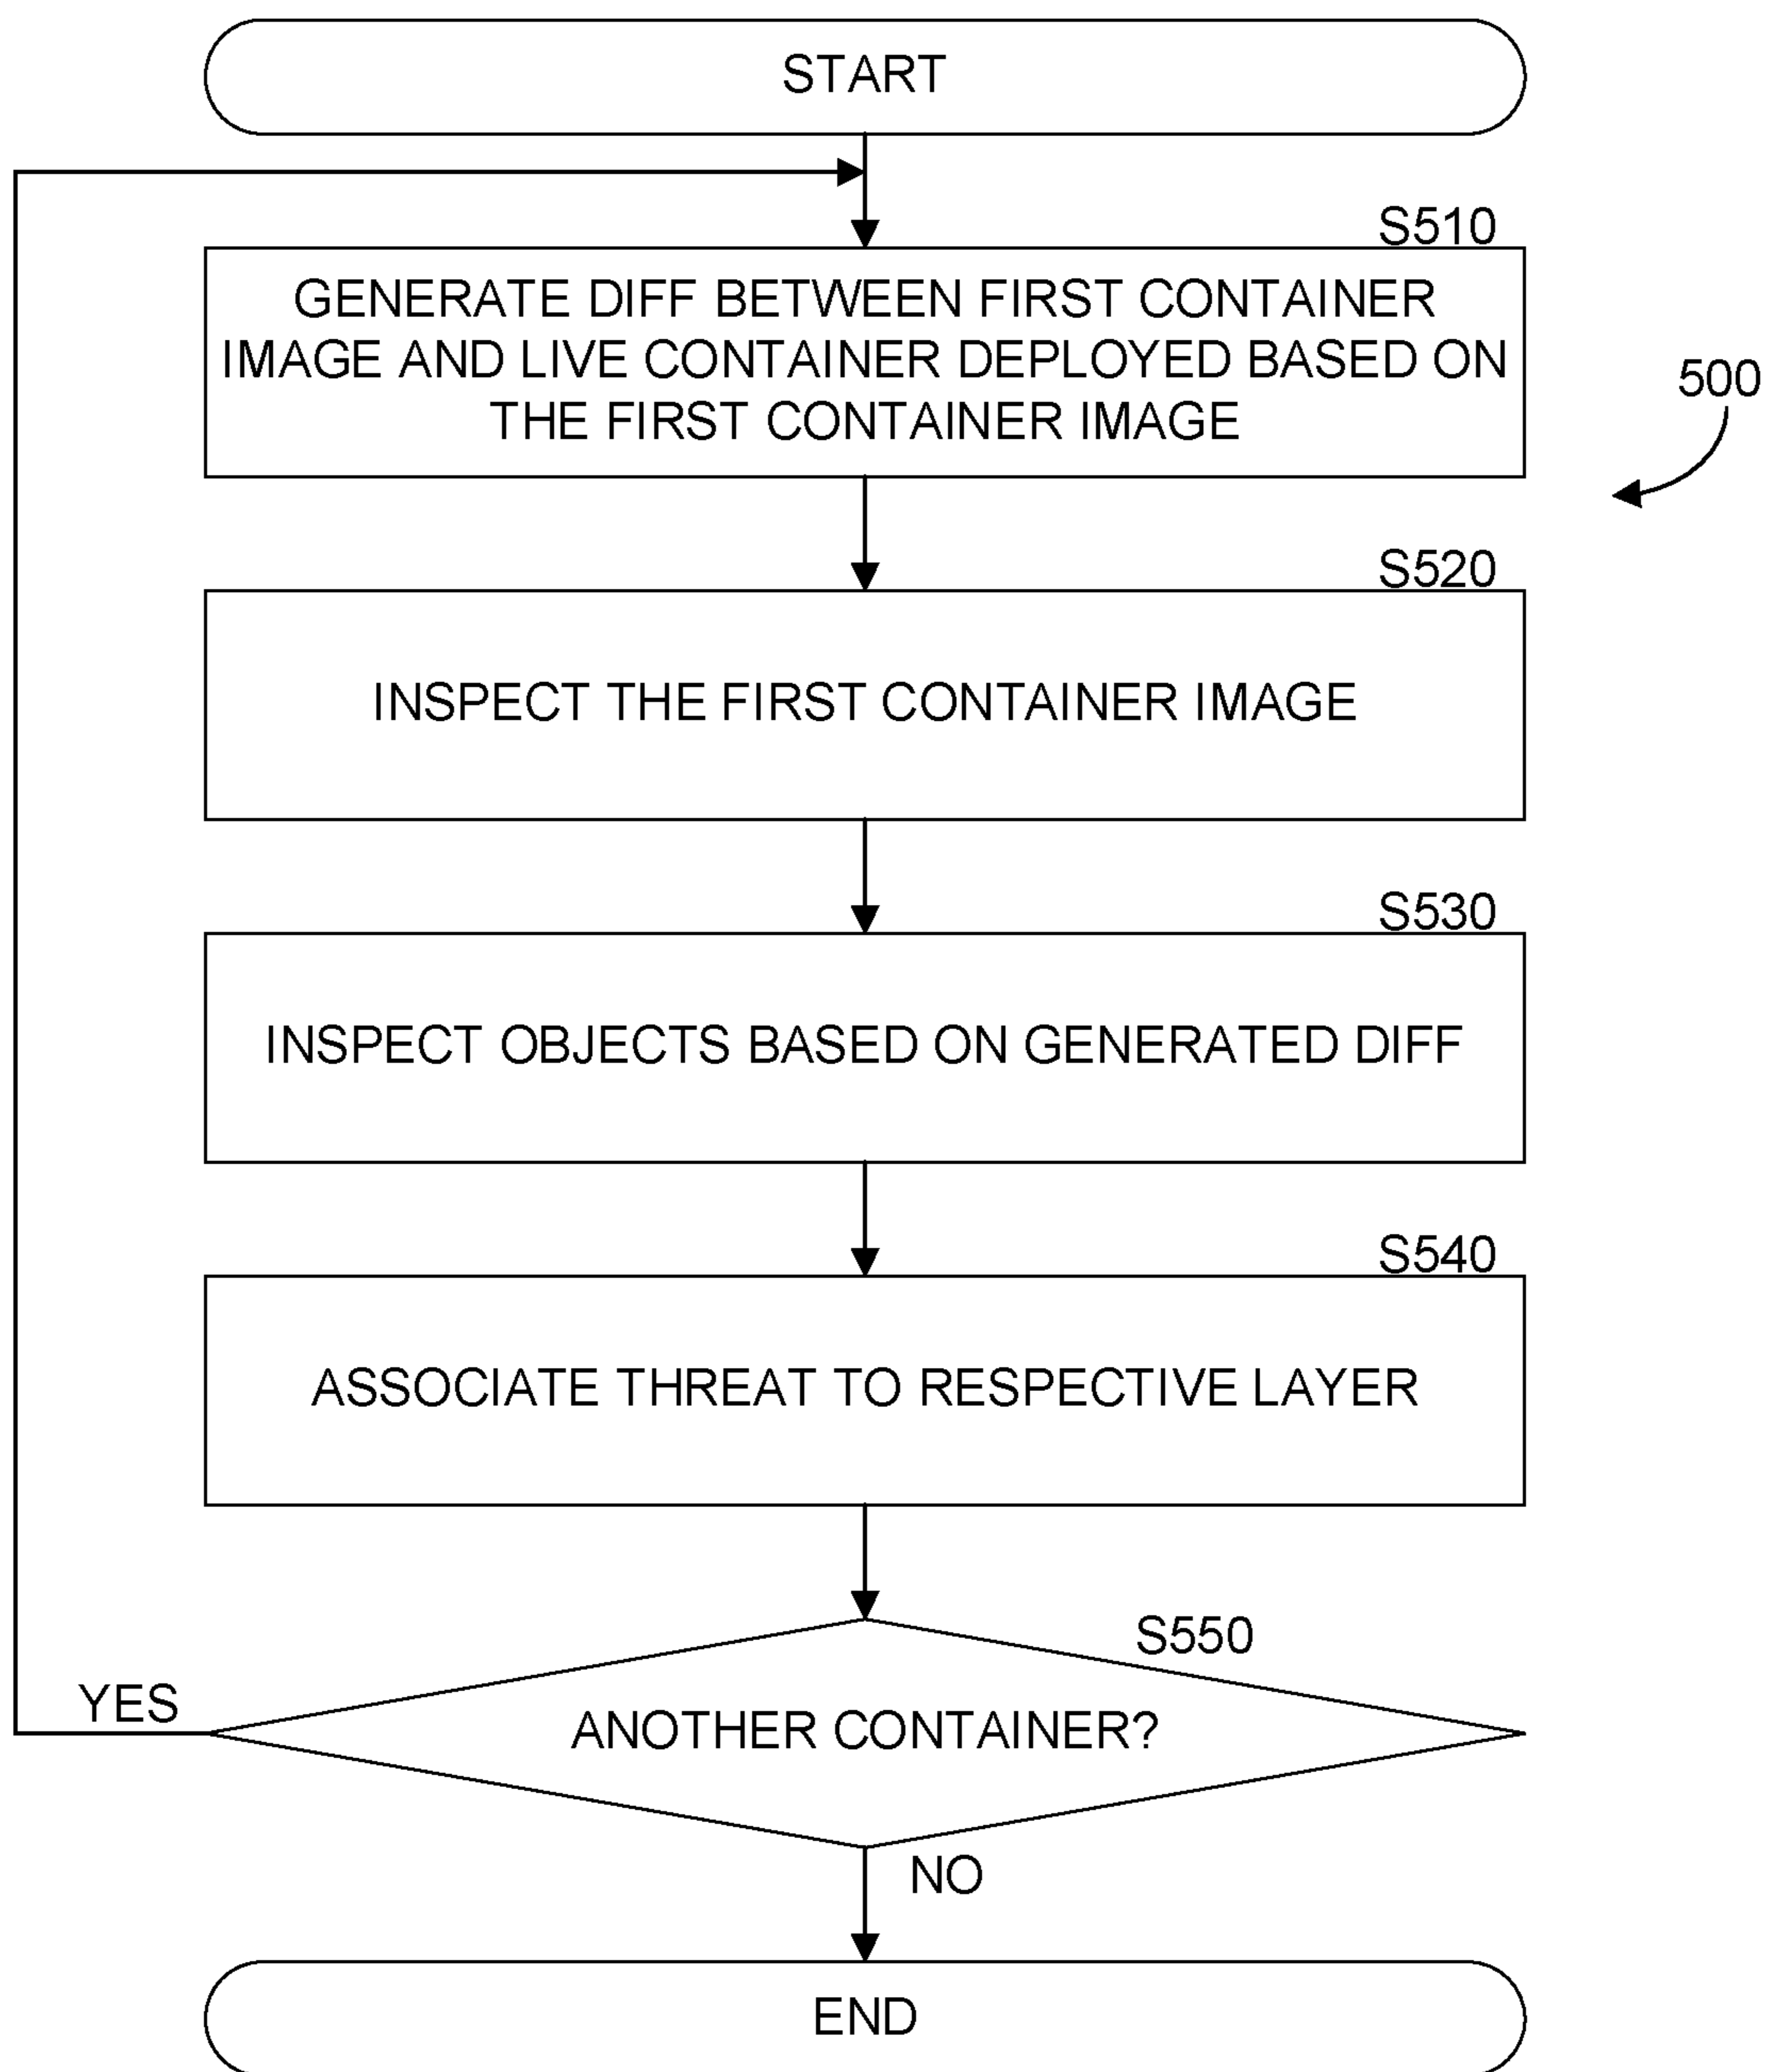 START
S510
GENERATE DIFF BETWEEN FIRST CONTAINER
IMAGE AND LIVE CONTAINER DEPLOYED BASED ON
THE FIRST CONTAINER IMAGE
500
S520
INSPECT THE FIRST CONTAINER IMAGE
S530
INSPECT OBJECTS BASED ON GENERATED DIFF
S540
ASSOCIATE THREAT TO RESPECTIVE LAYER
S550
YES
ANOTHER CONTAINER?
NO
END